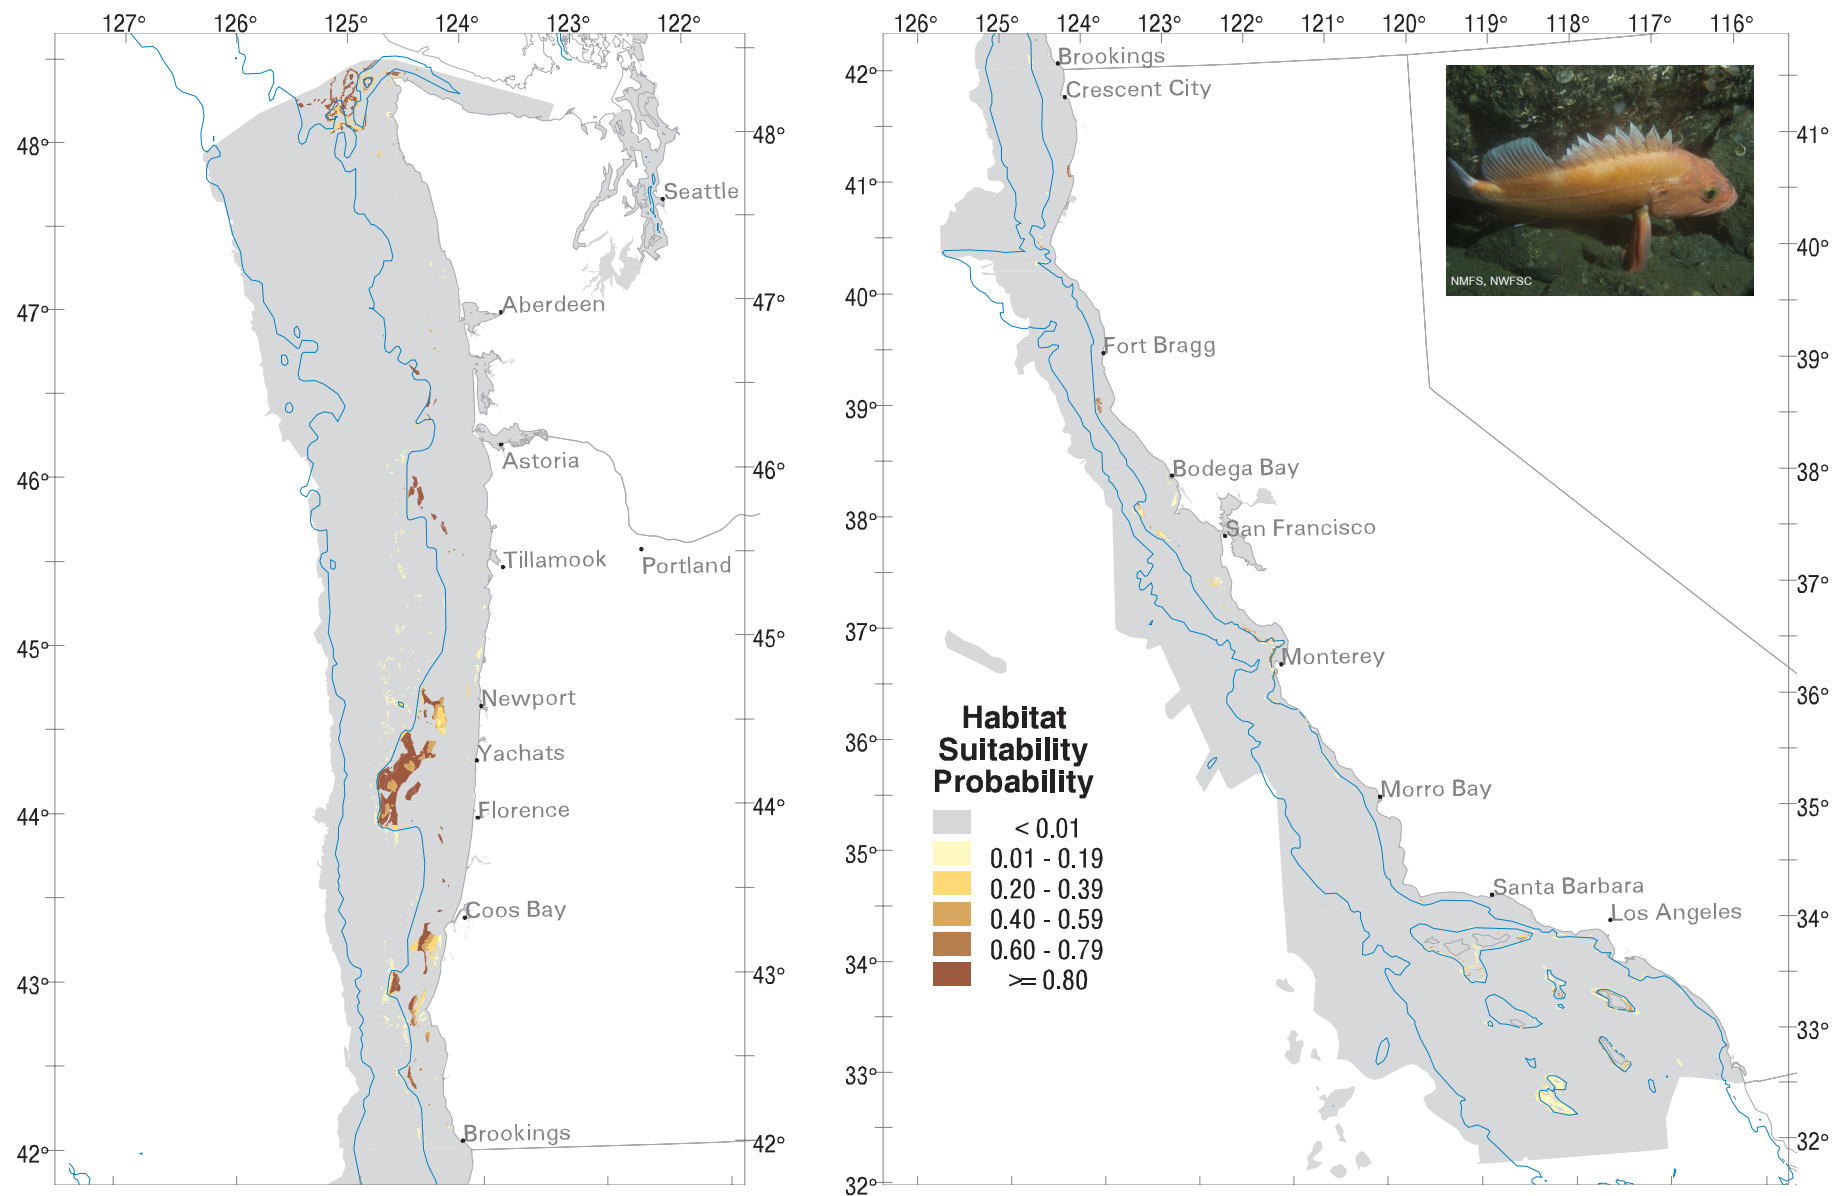 127° 126° 125° 124° 123° 122°
48°
47°
46°
45°
44°
43°
42°
48°
47°
46°
45°
44°
43°
42°
Seattle
Aberdeen
Astoria
Tillamook
Portland
Newport
Yachats
Florence
Coos Bay
Brookings
126° 125° 124° 123° 122° 121° 120° 119° 118° 117° 116°
42°
41°
40°
39°
38°
37°
36°
35°
34°
33°
32°
41°
40°
39°
38°
37°
36°
35°
34°
33°
32°
Brookings
Crescent City
Fort Bragg
Bodega Bay
San Francisco
Monterey
Morro Bay
Santa Barbara
Los Angeles
NMFS, NWFSC
Habitat
Suitability
Probability
< 0.01
0.01 - 0.19
0.20 - 0.39
0.40 - 0.59
0.60 - 0.79
>= 0.80